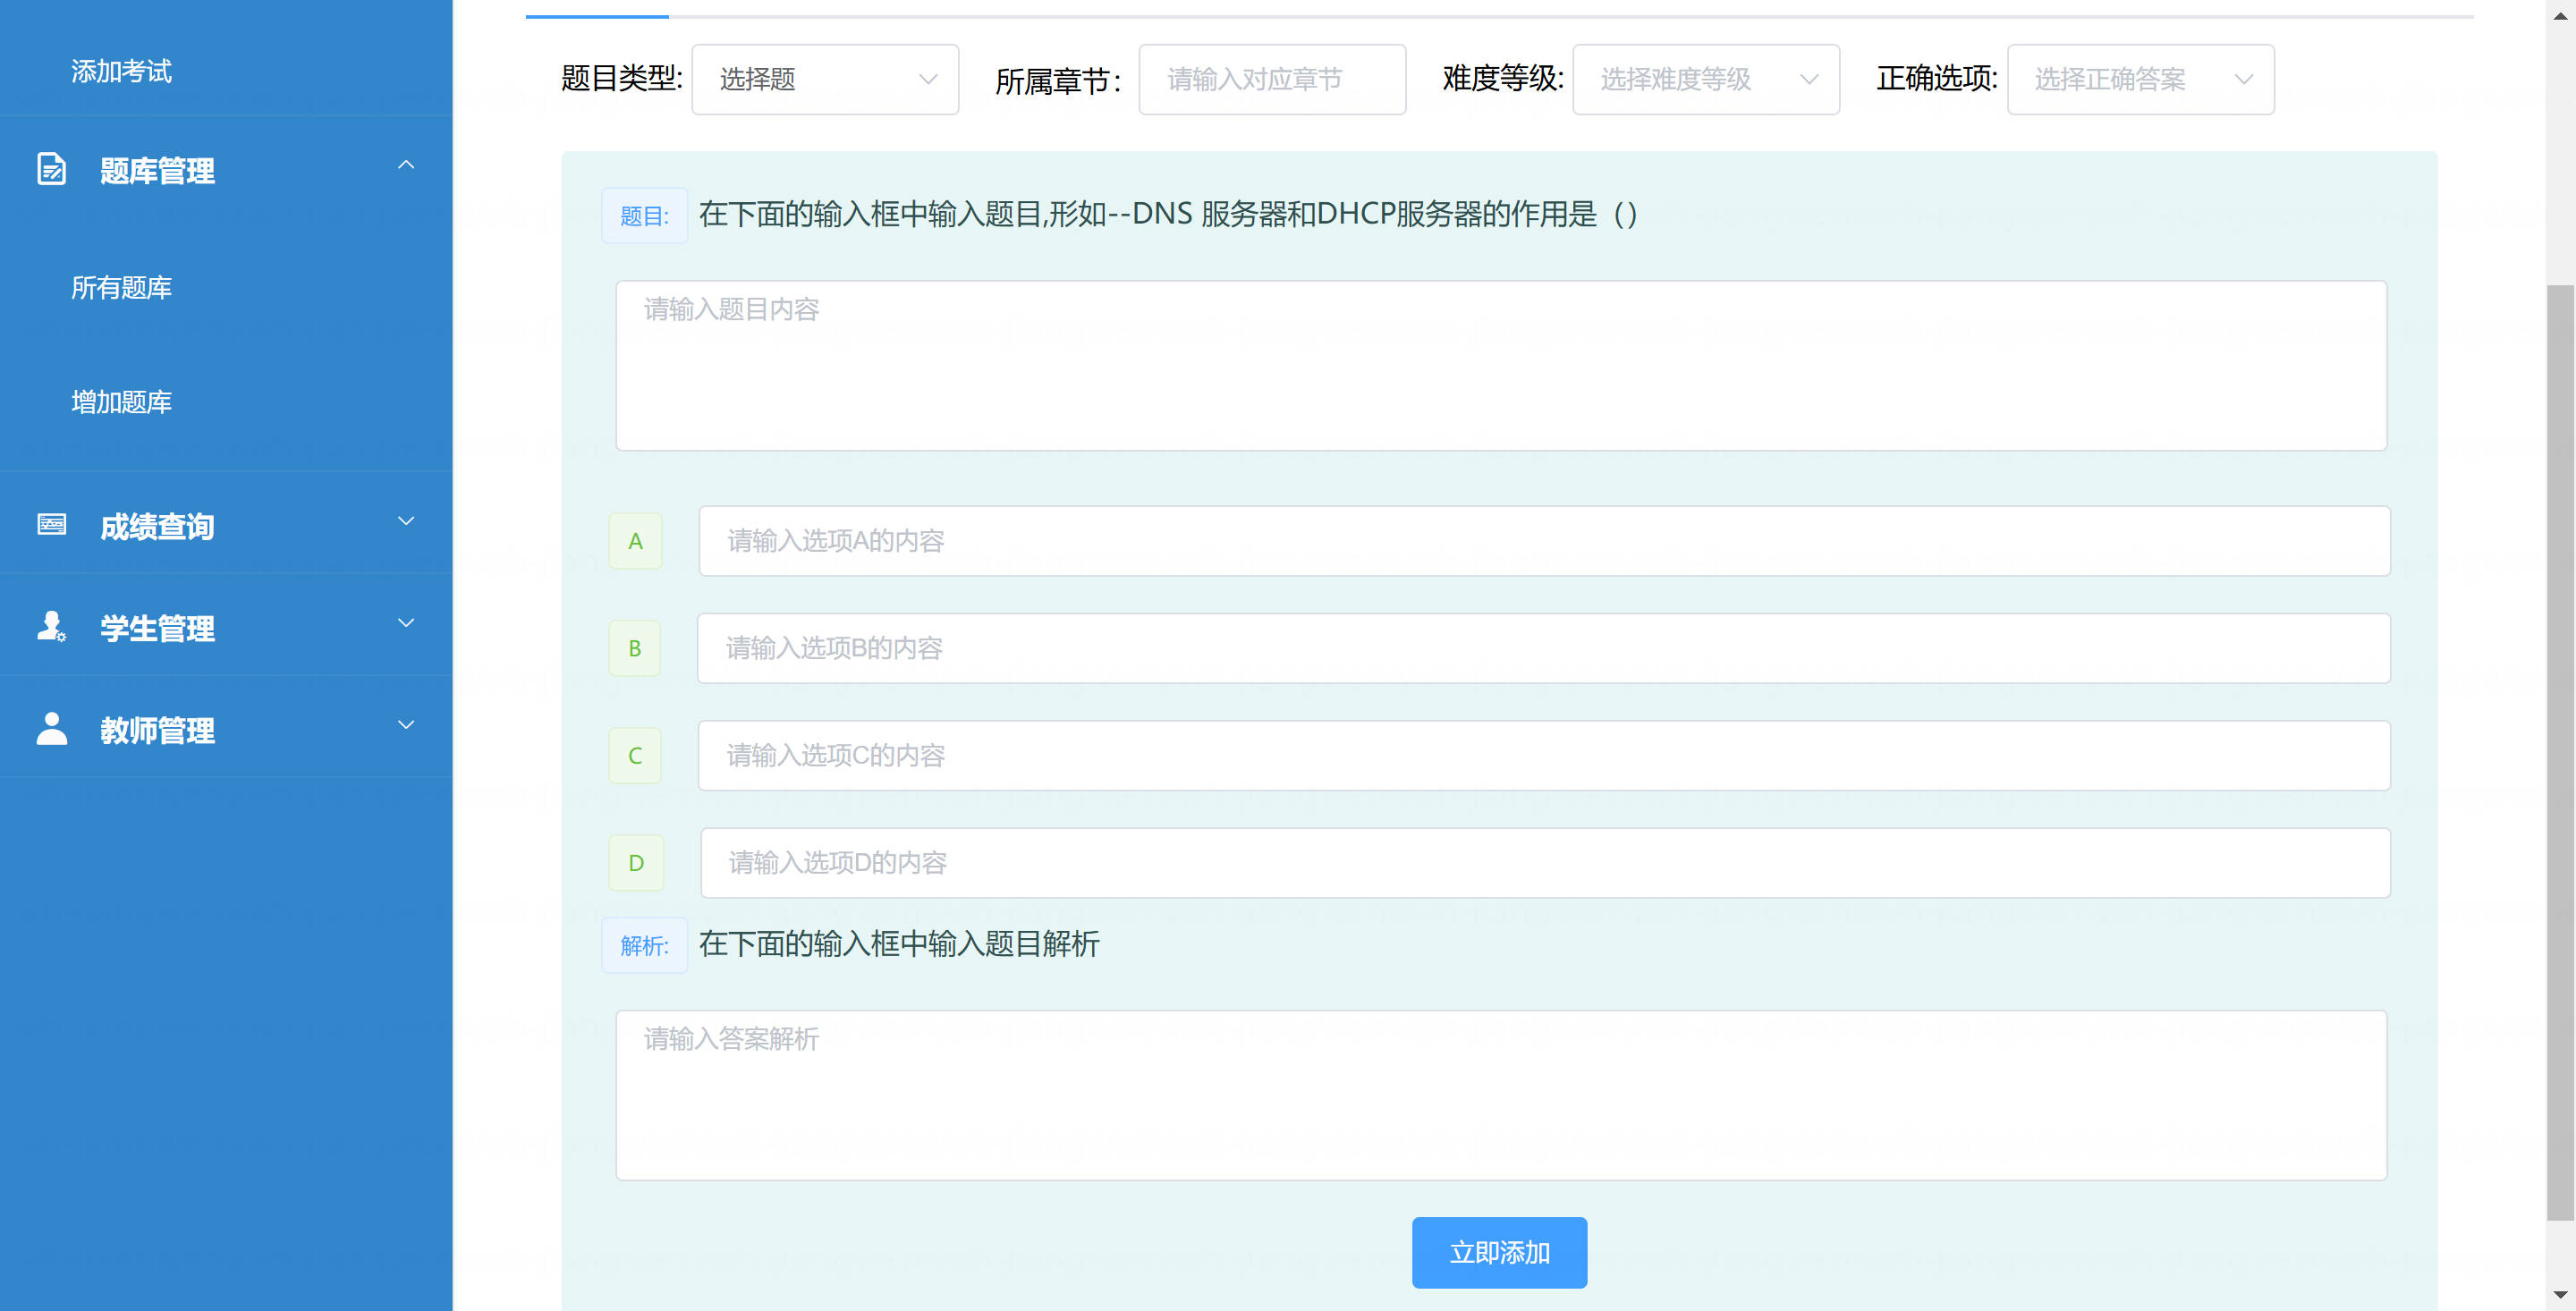 添加考试
题库管理
所有题库
增加题库
成绩查询
学生管理
教师管理
题目类型: 选择题 所属章节： 请输入对应章节 难度等级: 选择难度等级 正确选项: 选择正确答案
题目: 在下面的输入框中输入题目,形如--DNS 服务器和DHCP服务器的作用是（）
请输入题目内容
A 请输入选项A的内容
B 请输入选项B的内容
C 请输入选项C的内容
D 请输入选项D的内容
解析: 在下面的输入框中输入题目解析
请输入答案解析
立即添加